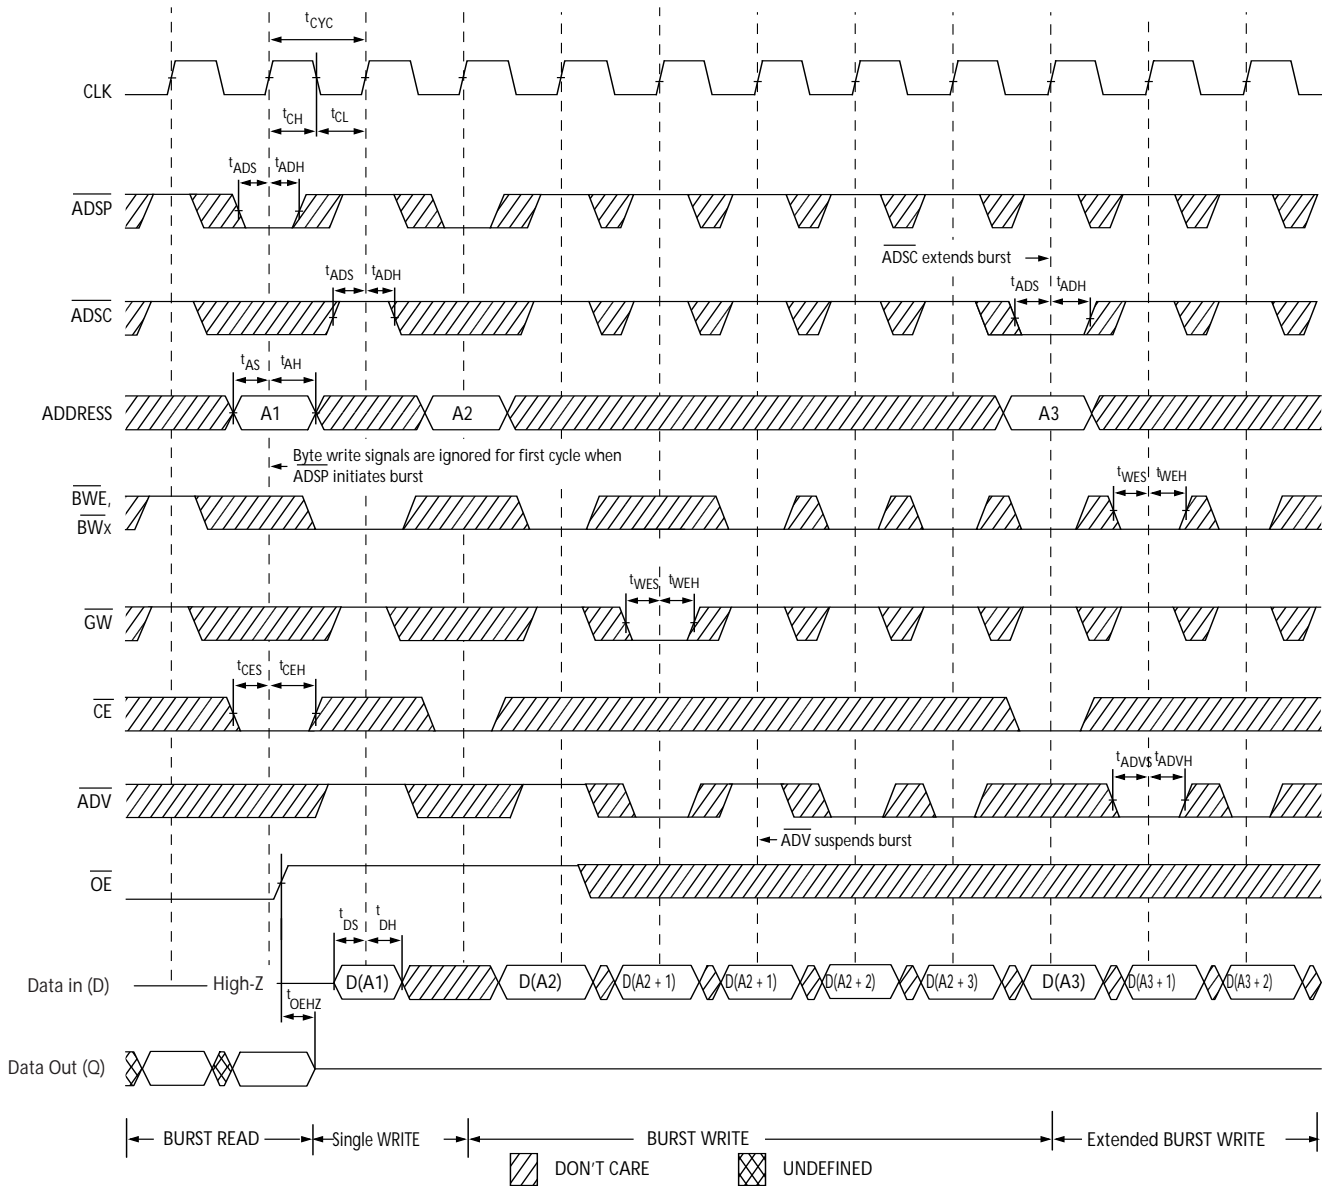 tCYC
CLK
tCH
tCL
tADS
tADH
ADSP
ADSC extends burst
tADS
tADH
tADS
tADH
ADSC
tAS
tAH
ADDRESS
A1
A2
A3
Byte write signals are ignored for first cycle when
ADSP initiates burst
BWE,
BWx
tWES
tWEH
tWES
tWEH
GW
tCES
tCEH
CE
tADVS
tADVH
ADV
ADV suspends burst
OE
tDS
tDH
Data in (D)
High-Z
D(A1)
D(A2)
D(A2 + 1)
D(A2 + 1)
D(A2 + 2)
D(A2 + 3)
D(A3)
D(A3 + 1)
D(A3 + 2)
tOEHZ
Data Out (Q)
BURST READ
Single WRITE
BURST WRITE
Extended BURST WRITE
DON'T CARE
UNDEFINED